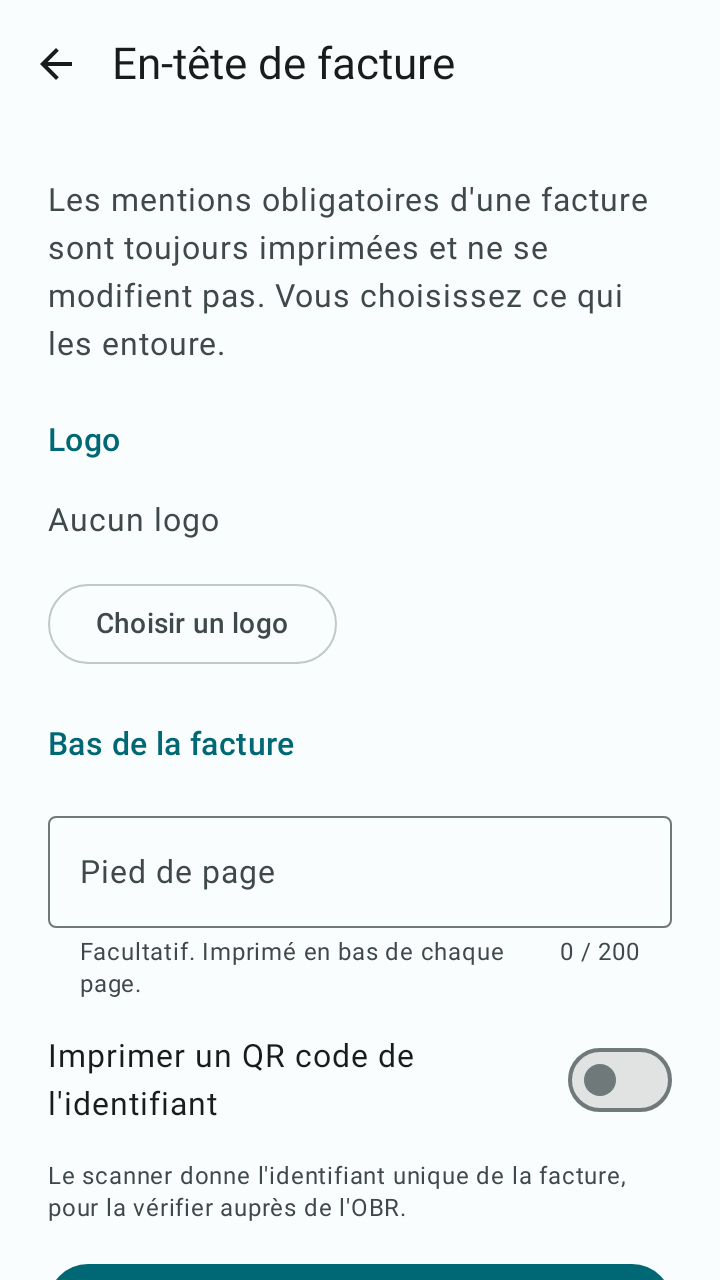 En-tête de facture
Les mentions obligatoires d'une facture
sont toujours imprimées et ne se
modifient pas. Vous choisissez ce qui
les entoure.
Logo
Aucun logo
Choisir un logo
Bas de la facture
Pied de page
Facultatif. Imprimé en bas de chaque
page.
0 / 200
Imprimer un QR code de
l'identifiant
Le scanner donne l'identifiant unique de la facture,
pour la vérifier auprès de l'OBR.